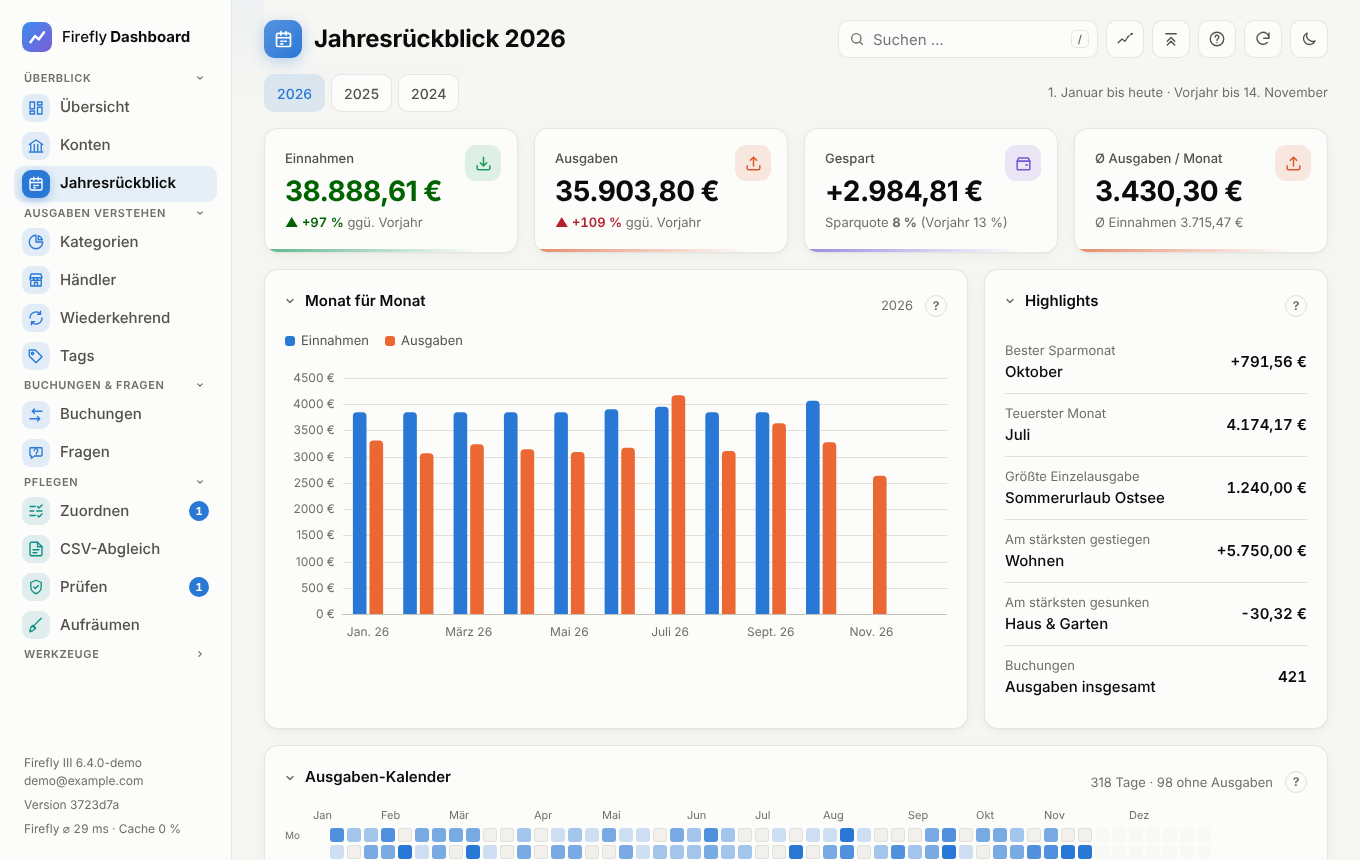 Firefly Dashboard
ÜBERBLICK
Übersicht
Konten
Jahresrückblick
AUSGABEN VERSTEHEN
Kategorien
Händler
Wiederkehrend
Tags
BUCHUNGEN & FRAGEN
Buchungen
Fragen
PFLEGEN
Zuordnen 1
CSV-Abgleich
Prüfen 1
Aufräumen
WERKZEUGE
Firefly III 6.4.0-demo
demo@example.com
Version 3723d7a
Firefly ⌀ 29 ms · Cache 0 %
Jahresrückblick 2026
Suchen ... /
2026 2025 2024
1. Januar bis heute · Vorjahr bis 14. November
Einnahmen
38.888,61 €
▲ +97 % ggü. Vorjahr
Ausgaben
35.903,80 €
▲ +109 % ggü. Vorjahr
Gespart
+2.984,81 €
Sparquote 8 % (Vorjahr 13 %)
Ø Ausgaben / Monat
3.430,30 €
Ø Einnahmen 3.715,47 €
Monat für Monat
2026 ?
Einnahmen Ausgaben
4500 €
4000 €
3500 €
3000 €
2500 €
2000 €
1500 €
1000 €
500 €
0 €
Jan. 26 März 26 Mai 26 Juli 26 Sept. 26 Nov. 26
Highlights ?
Bester Sparmonat
Oktober +791,56 €
Teuerster Monat
Juli 4.174,17 €
Größte Einzelausgabe
Sommerurlaub Ostsee 1.240,00 €
Am stärksten gestiegen
Wohnen +5.750,00 €
Am stärksten gesunken
Haus & Garten -30,32 €
Buchungen
Ausgaben insgesamt 421
Ausgaben-Kalender
318 Tage · 98 ohne Ausgaben ?
Jan Feb Mär Apr Mai Jun Jul Aug Sep Okt Nov Dez
Mo